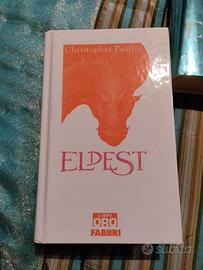 Christopher Paolini
ELDEST
LIBRI
ORO
FABBRI
subito